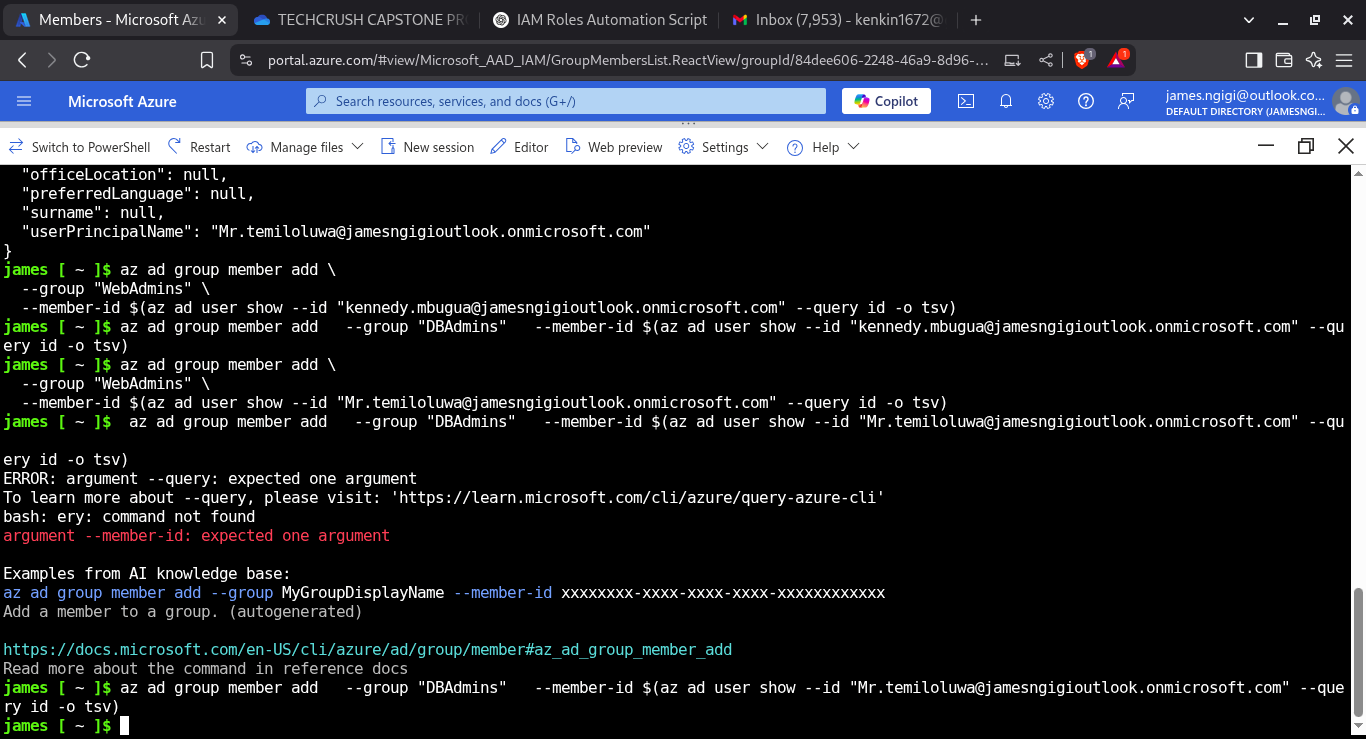 Members - Microsoft Azu
TECHCRUSH CAPSTONE PRO
IAM Roles Automation Script
Inbox (7,953) - kenkin1672@
portal.azure.com/#view/Microsoft_AAD_IAM/GroupMembersList.ReactView/groupId/84dee606-2248-46a9-8d96-...
1
1
Microsoft Azure
Search resources, services, and docs (G+/)
Copilot
james.ngigi@outlook.co...
DEFAULT DIRECTORY (JAMESNGI...
Switch to PowerShell
Restart
Manage files
New session
Editor
Web preview
Settings
Help
"officeLocation": null,
"preferredLanguage": null,
"surname": null,
"userPrincipalName": "Mr.temiloluwa@jamesngigioutlook.onmicrosoft.com"
}
james [ ~ ]$ az ad group member add \
--group "WebAdmins" \
--member-id $(az ad user show --id "kennedy.mbugua@jamesngigioutlook.onmicrosoft.com" --query id -o tsv)
james [ ~ ]$ az ad group member add   --group "DBAdmins"   --member-id $(az ad user show --id "kennedy.mbugua@jamesngigioutlook.onmicrosoft.com" --qu
ery id -o tsv)
james [ ~ ]$ az ad group member add \
--group "WebAdmins" \
--member-id $(az ad user show --id "Mr.temiloluwa@jamesngigioutlook.onmicrosoft.com" --query id -o tsv)
james [ ~ ]$  az ad group member add   --group "DBAdmins"   --member-id $(az ad user show --id "Mr.temiloluwa@jamesngigioutlook.onmicrosoft.com" --qu
ery id -o tsv)
ERROR: argument --query: expected one argument
To learn more about --query, please visit: 'https://learn.microsoft.com/cli/azure/query-azure-cli'
bash: ery: command not found
argument --member-id: expected one argument
Examples from AI knowledge base:
az ad group member add --group MyGroupDisplayName --member-id xxxxxxxx-xxxx-xxxx-xxxx-xxxxxxxxxxxx
Add a member to a group. (autogenerated)
https://docs.microsoft.com/en-US/cli/azure/ad/group/member#az_ad_group_member_add
Read more about the command in reference docs
james [ ~ ]$ az ad group member add   --group "DBAdmins"   --member-id $(az ad user show --id "Mr.temiloluwa@jamesngigioutlook.onmicrosoft.com" --que
ry id -o tsv)
james [ ~ ]$